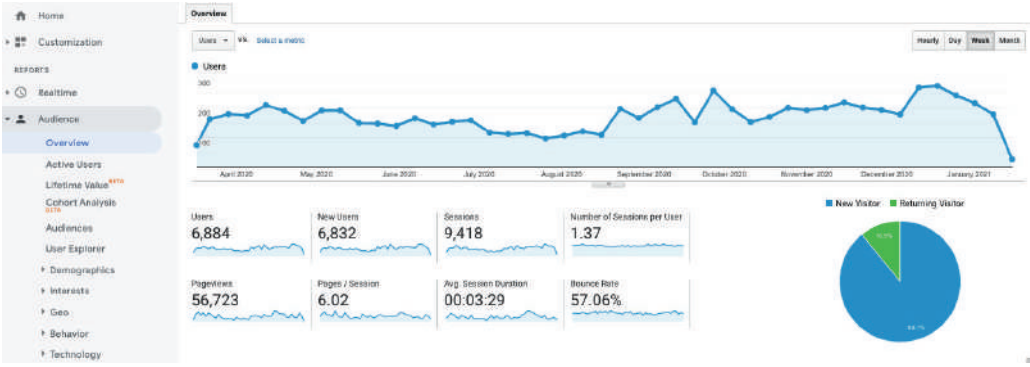 Home
Customization
REPORTS
Realtime
Audience
Overview
Active Users
Lifetime Value BETA
Cohort Analysis
BETA
Audiences
User Explorer
Demographics
Interests
Geo
Behavior
Technology
Overview
Users VS. Select a metric
Hourly Day Week Month
Users
300
200
100
April 2020 May 2020 June 2020 July 2020 August 2020 September 2020 October 2020 November 2020 December 2020 January 2021
New Visitor Returning Visitor
Users New Users Sessions Number of Sessions per User
6,884 6,832 9,418 1.37
Pageviews Pages / Session Avg. Session Duration Bounce Rate
56,723 6.02 00:03:29 57.06%